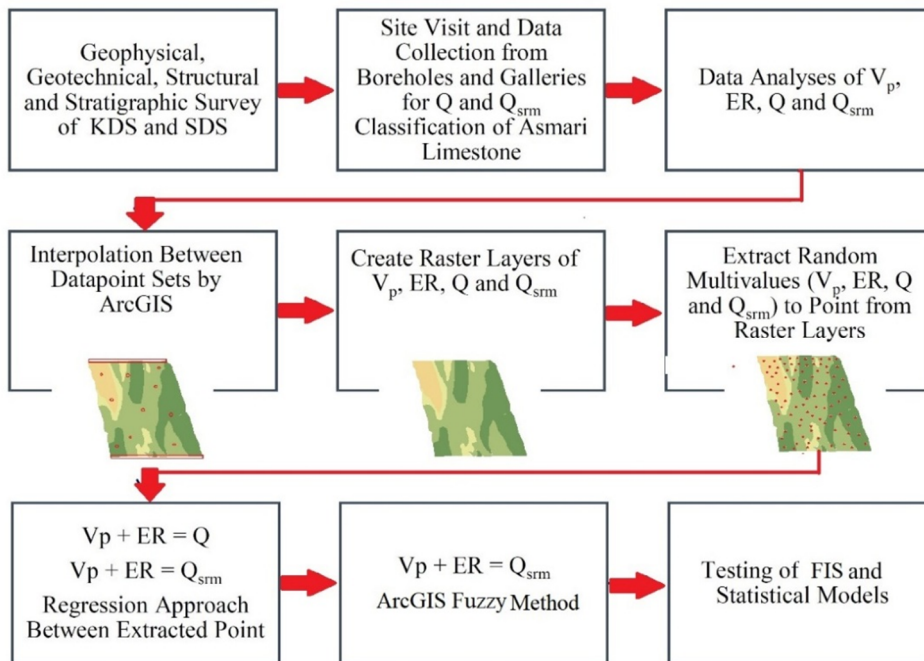 Geophysical,
Geotechnical, Structural
and Stratigraphic Survey
of KDS and SDS
Site Visit and Data
Collection from
Boreholes and Galleries
for Q and Qsrm
Classification of Asmari
Limestone
Data Analyses of Vp,
ER, Q and Qsrm
Interpolation Between
Datapoint Sets by
ArcGIS
Create Raster Layers of
Vp, ER, Q and Qsrm
Extract Random
Multivalues (Vp, ER, Q
and Qsrm) to Point from
Raster Layers
Vp + ER = Q
Vp + ER = Qsrm
Regression Approach
Between Extracted Point
Vp + ER = Qsrm
ArcGIS Fuzzy Method
Testing of FIS and
Statistical Models